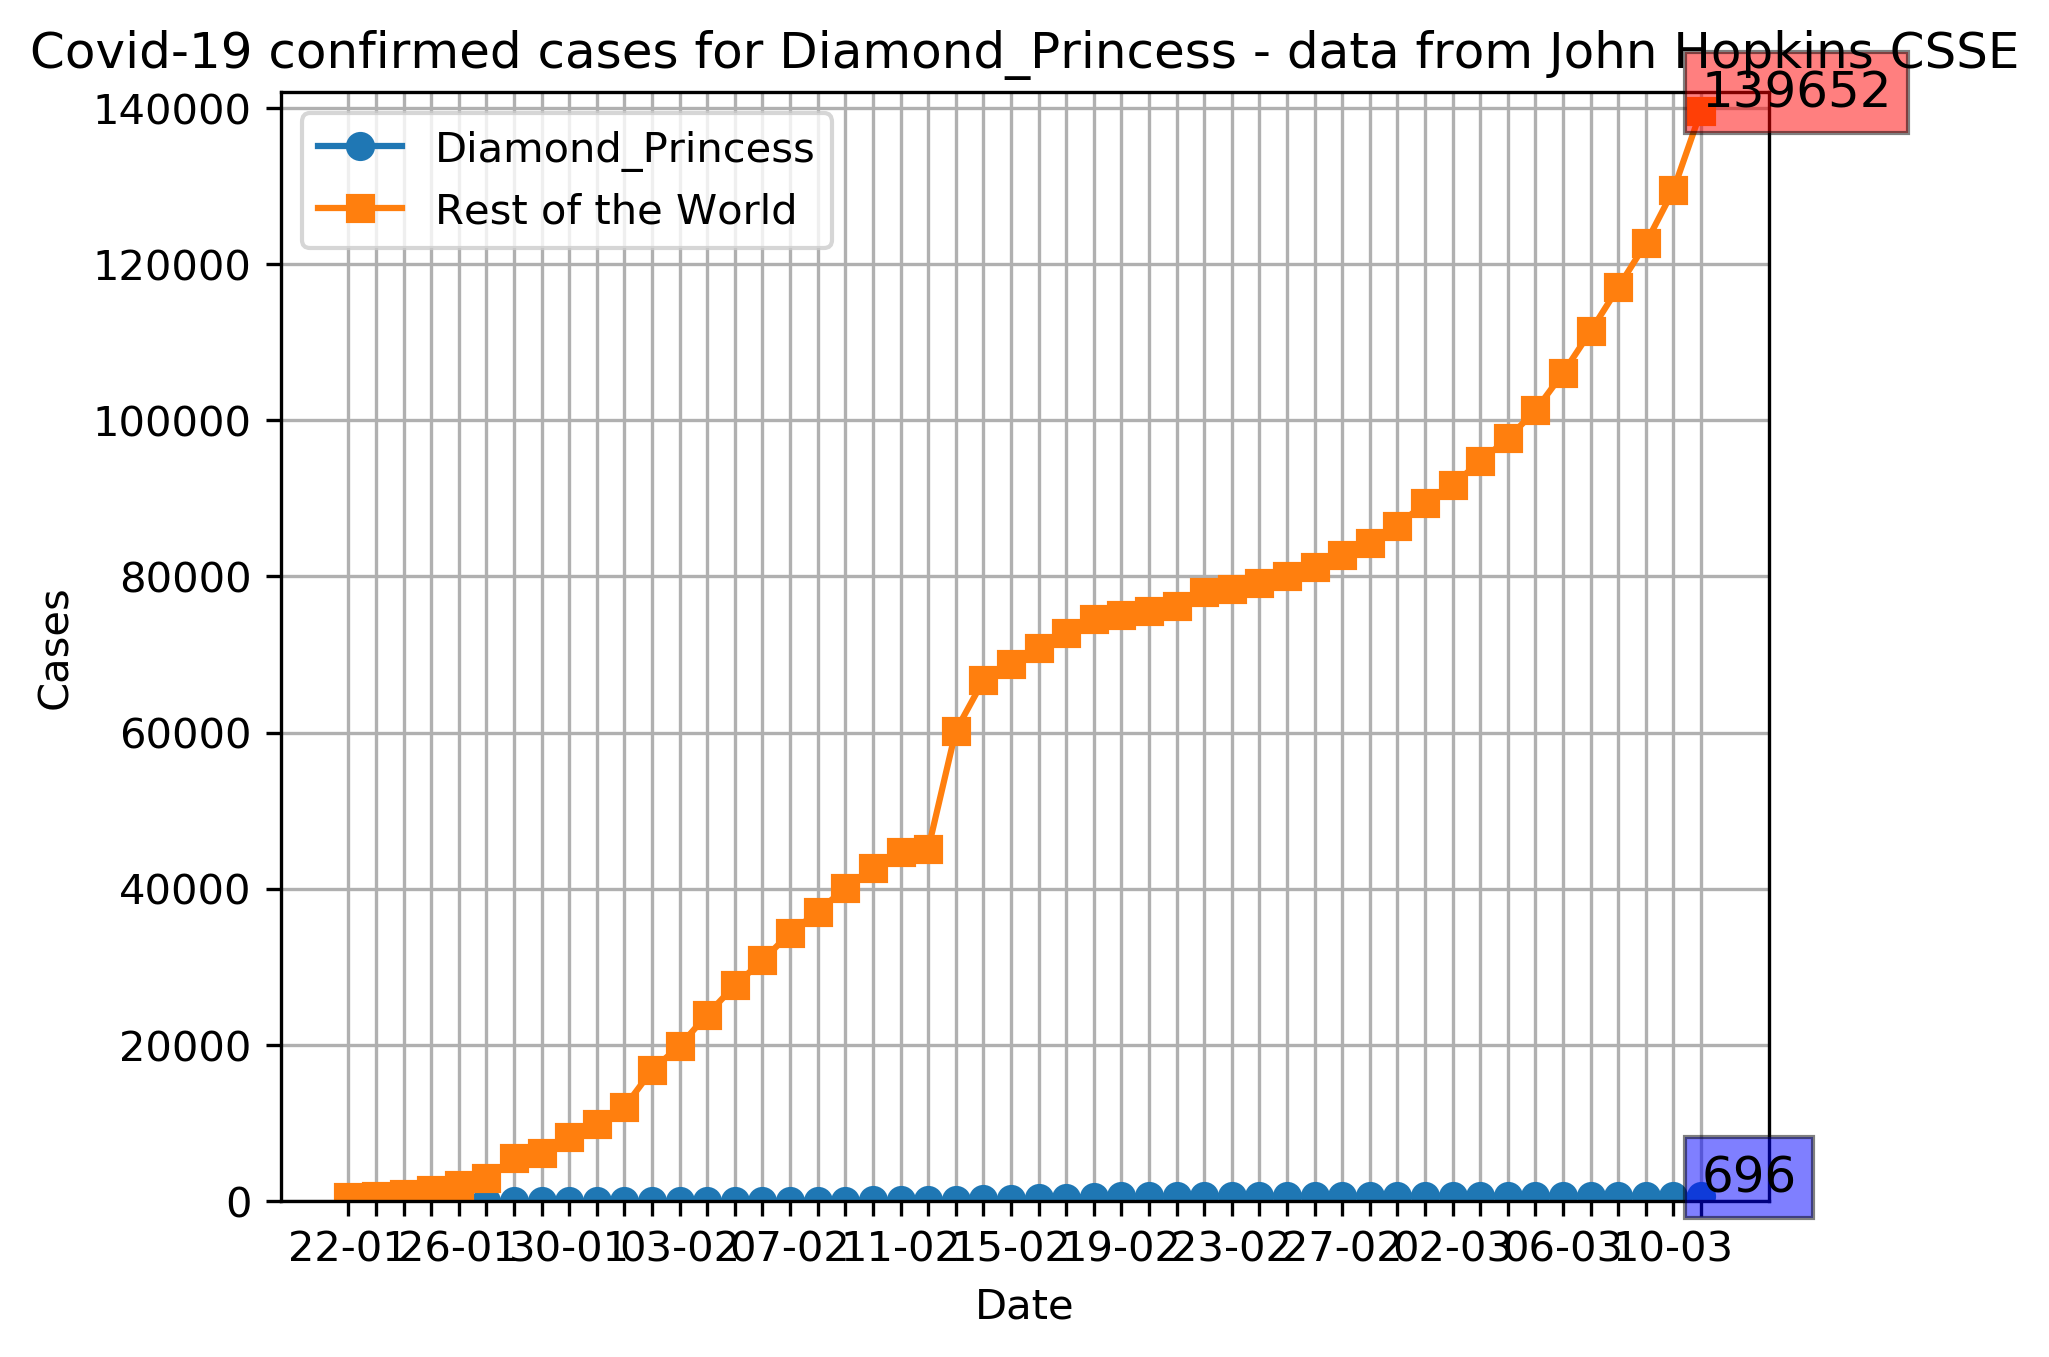 Covid-19 confirmed cases for Diamond_Princess - data from John Hopkins CSSE
139652
140000
Diamond_Princess
Rest of the World
120000
100000
80000
60000
40000
20000
0
Cases
696
22-01 26-01 30-01 03-02 07-02 11-02 15-02 19-02 23-02 27-02 02-03 06-03 10-03
Date